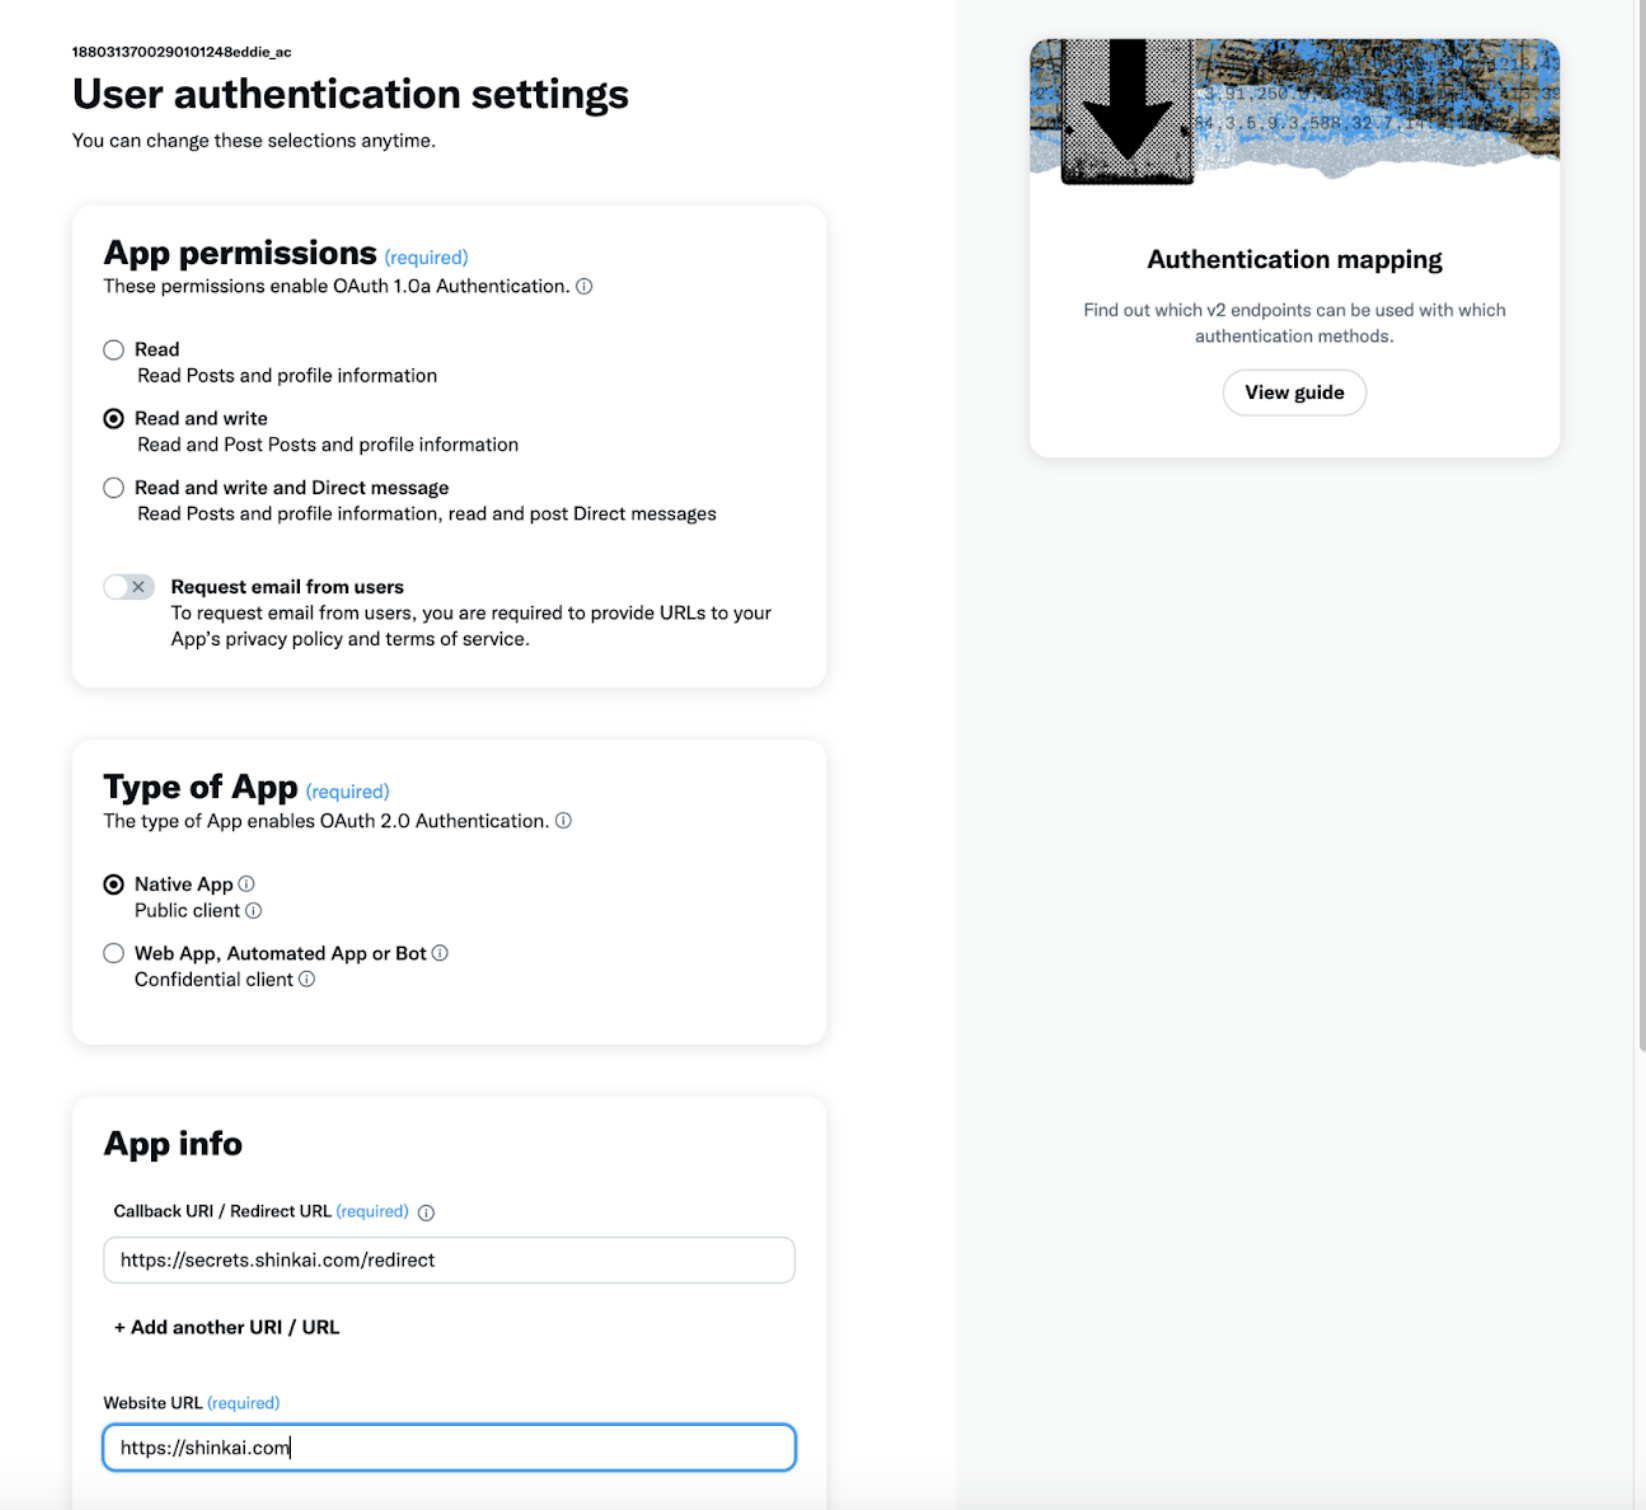 1880313700290101248eddie_ac
User authentication settings
You can change these selections anytime.
App permissions (required)
These permissions enable OAuth 1.0a Authentication.
Read
Read Posts and profile information
Read and write
Read and Post Posts and profile information
Read and write and Direct message
Read Posts and profile information, read and post Direct messages
Request email from users
To request email from users, you are required to provide URLs to your
App's privacy policy and terms of service.
Type of App (required)
The type of App enables OAuth 2.0 Authentication.
Native App
Public client
Web App, Automated App or Bot
Confidential client
App info
Callback URI / Redirect URL (required)
https://secrets.shinkai.com/redirect
+ Add another URI / URL
Website URL (required)
https://shinkai.com
Authentication mapping
Find out which v2 endpoints can be used with which
authentication methods.
View guide